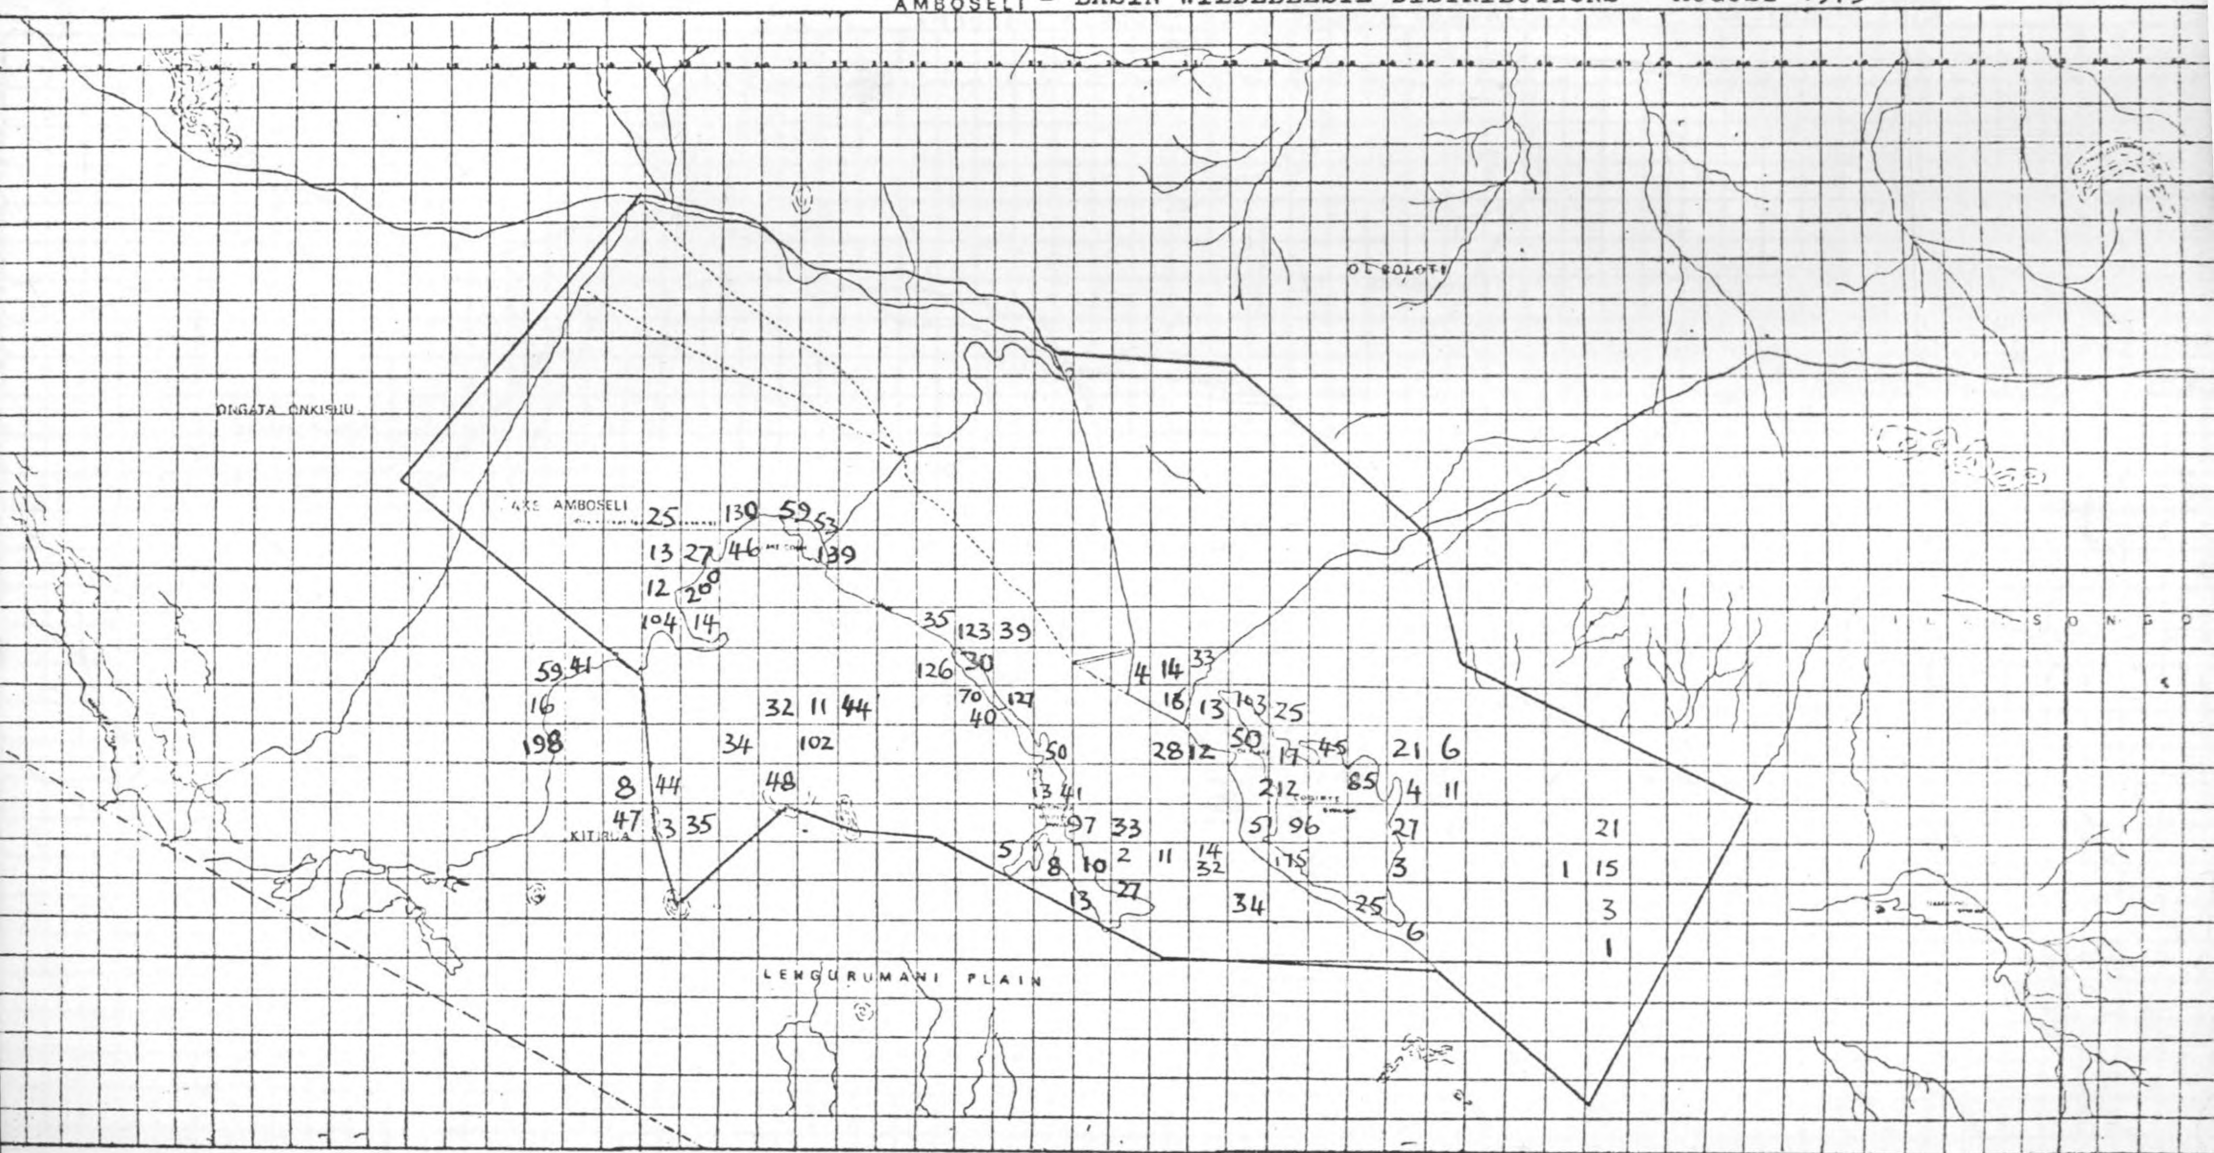 AMBOSELI - BASIN WILDEBEESTE DISTRIBUTIONS - AUGUST
OL BOLOTI
ONGATA ONKISHU
AMBOSELI
25 130 59 53
13 27 46 139
12 20
104 14
35 123 39
59 41 126 30 4 14 33
16 32 11 44 70 127 18 13 103 25
40
198 34 102 50 28 12 50 17 45 21 6
8 44 48 13 41 212 85 4 11
47 3 35 97 33 51 96 27 21
KITIRUA
5 8 10 2 11 14 175 3 1 15
32
13 27 34 25 3
6 1
LENGURUMANI PLAIN